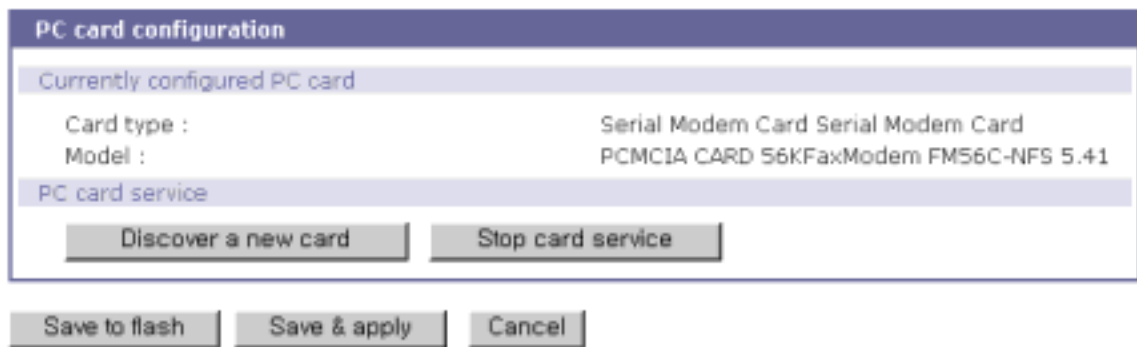 PC card configuration
Currently configured PC card
Card type : Serial Modem Card Serial Modem Card
Model : PCMCIA CARD 56KFaxModem FM56C-NFS 5.41
PC card service
Discover a new card Stop card service
Save to flash Save & apply Cancel